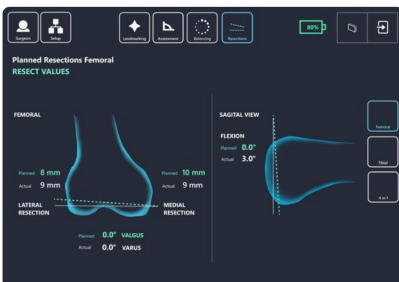 Surgeon
Setup
Landmarking
Assessment
Balancing
Resections
80%
Planned Resections Femoral
RESECT VALUES
FEMORAL
Planned 8 mm
Actual 9 mm
LATERAL
RESECTION
Planned 10 mm
Actual 9 mm
MEDIAL
RESECTION
Planned 0.0° VALGUS
Actual 0.0° VARUS
SAGITAL VIEW
FLEXION
Planned 0.0°
Actual 3.0°
Femoral
Tibial
4 in 1